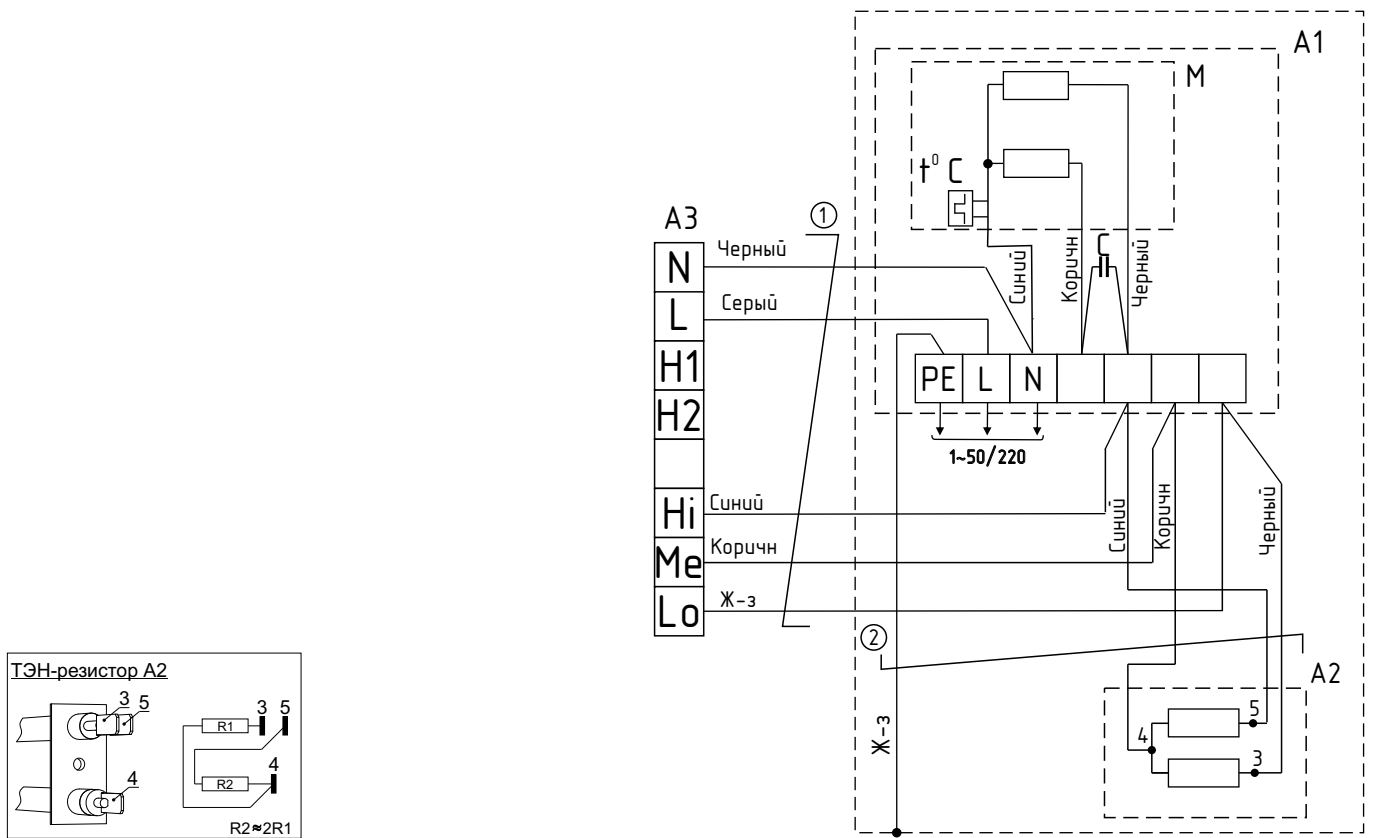 A1
M
t⁰ C
1
A3
N
L
H1
H2
Hi
Me
Lo
Черный
Серый
Синий
Коричн
Ж-з
Синий
Коричн
C
Черный
PE L N
1~50/220
Синий
Коричн
Черный
2
Ж-з
A2
5
4
3
ТЭН-резистор А2
3 5
4
R1
3 5
R2
4
R2≈2R1